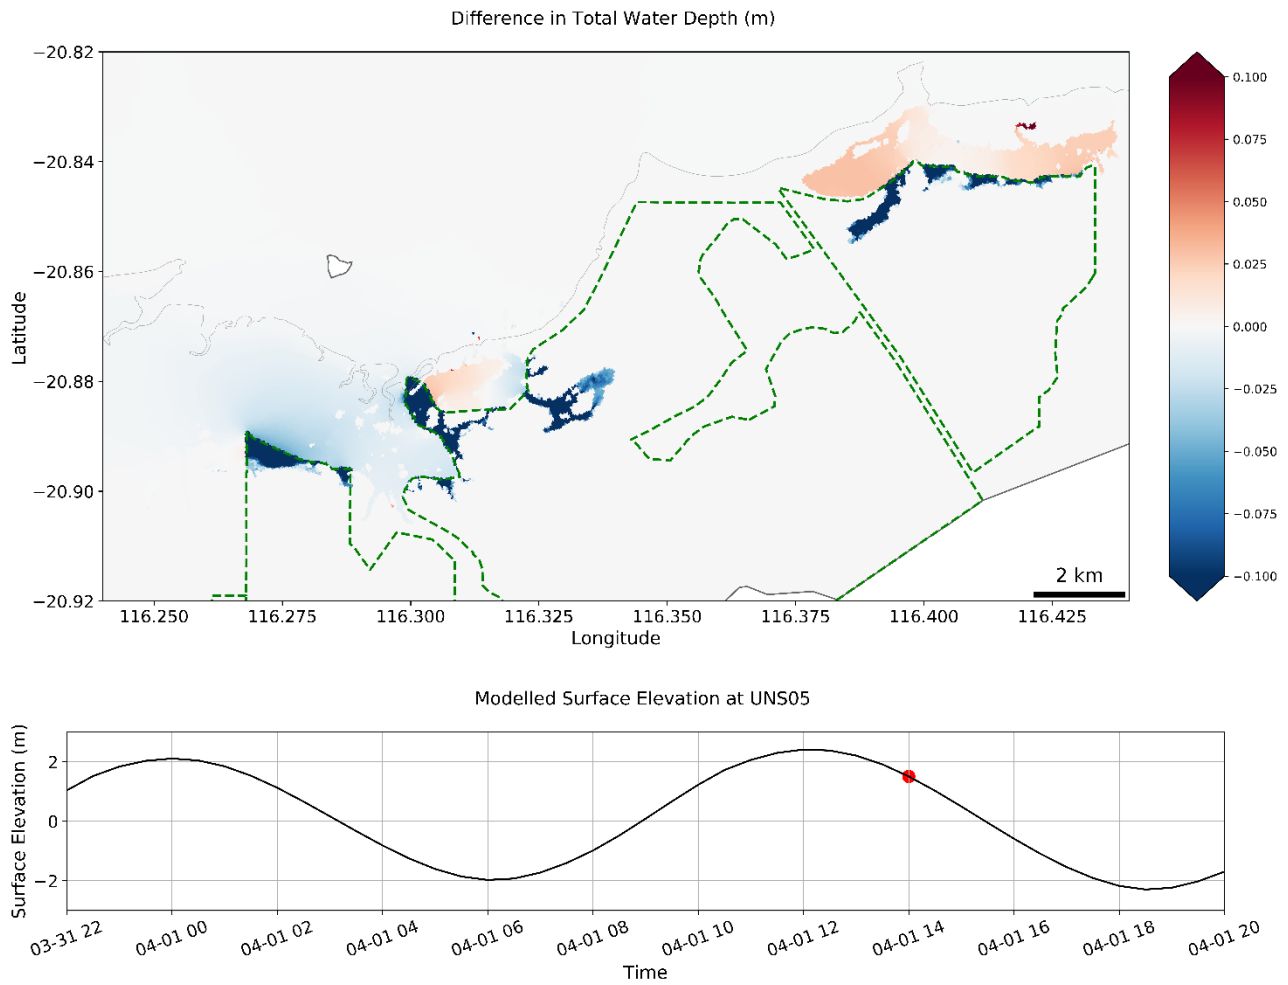 Difference in Total Water Depth (m)
−20.82
−20.84
−20.86
−20.88
−20.90
−20.92
Latitude
116.250 116.275 116.300 116.325 116.350 116.375 116.400 116.425
Longitude
2 km
0.100
0.075
0.050
0.025
0.000
−0.025
−0.050
−0.075
−0.100
Modelled Surface Elevation at UNS05
Surface Elevation (m)
2
0
−2
03-31 22 04-01 00 04-01 02 04-01 04 04-01 06 04-01 08 04-01 10 04-01 12 04-01 14 04-01 16 04-01 18 04-01 20
Time